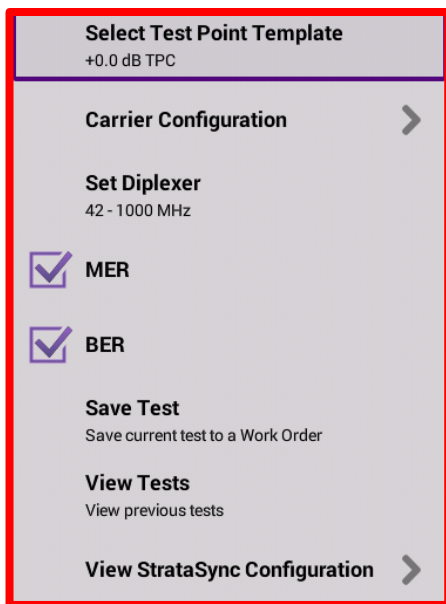 Select Test Point Template
+0.0 dB TPC
Carrier Configuration
Set Diplexer
42 - 1000 MHz
MER
BER
Save Test
Save current test to a Work Order
View Tests
View previous tests
View StrataSync Configuration